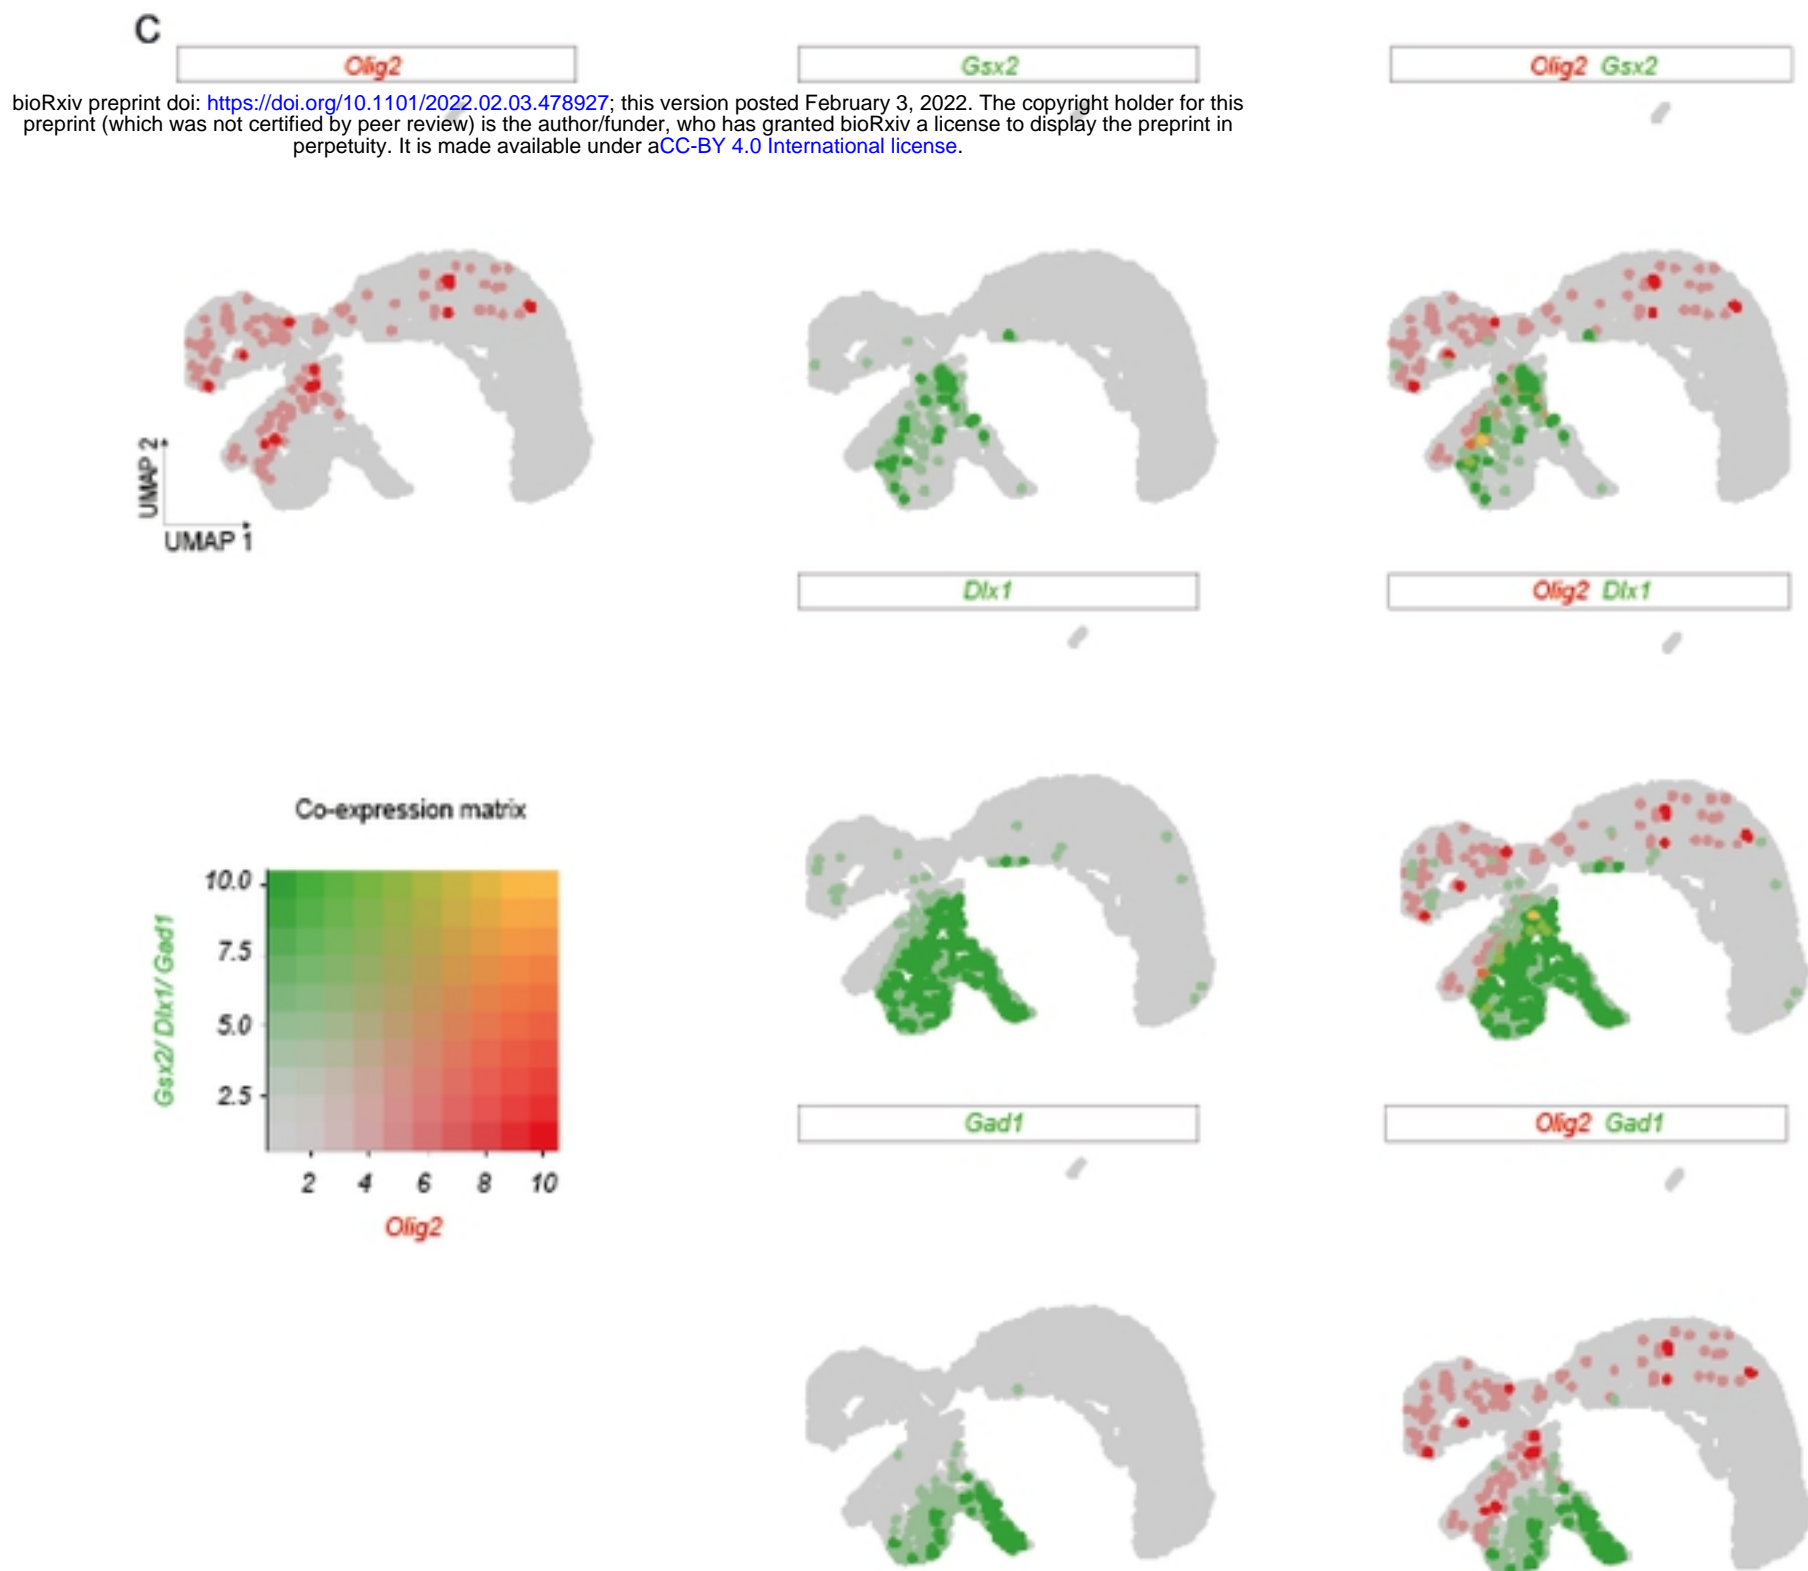 C
Olig2
Gsx2
Olig2 Gsx2
bioRxiv preprint doi: https://doi.org/10.1101/2022.02.03.478927; this version posted February 3, 2022. The copyright holder for this
preprint (which was not certified by peer review) is the author/funder, who has granted bioRxiv a license to display the preprint in
perpetuity. It is made available under aCC-BY 4.0 International license.
UMAP 2
UMAP 1
Dlx1
Olig2 Dlx1
Co-expression matrix
Gsx2/ Dlx1/ Gad1
10.0
7.5
5.0
2.5
2 4 6 8 10
Olig2
Gad1
Olig2 Gad1